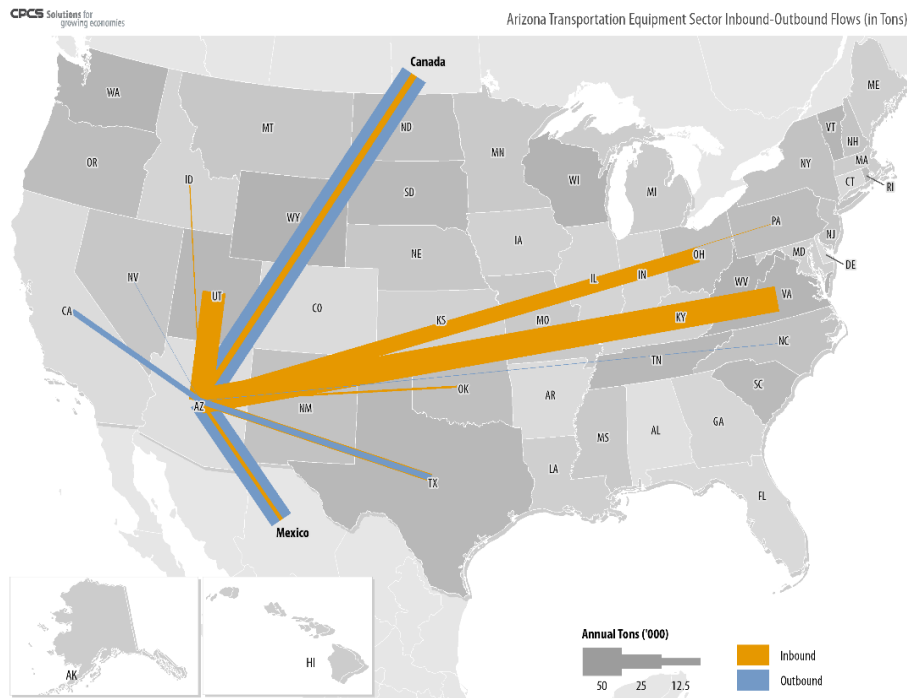 CPCS Solutions for
growing economies
Arizona Transportation Equipment Sector Inbound-Outbound Flows (in Tons)
Canada
WA
ME
MT
ND
VT
MN
NH
OR
NY
MA
ID
WI
CT
SD
MI
RI
WY
PA
IA
NJ
NE
OH
MD
NV
IL
IN
DE
UT
WV
VA
CO
CA
KS
MO
KY
NC
TN
OK
SC
AZ
NM
AR
MS
AL
GA
LA
TX
FL
Mexico
AK
HI
Annual Tons ('000)
50 25 12.5
Inbound
Outbound